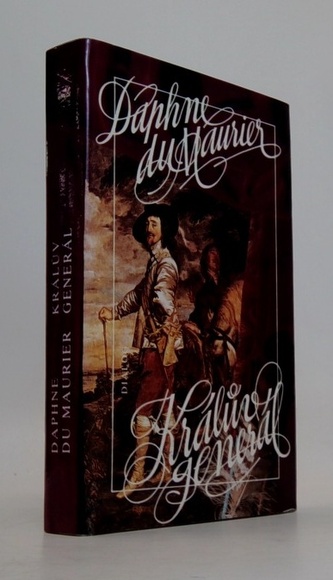 Daphne
du Maurier
Králův
generál
DAPHNE KRÁLŮV
DU MAURIER GENERÁL